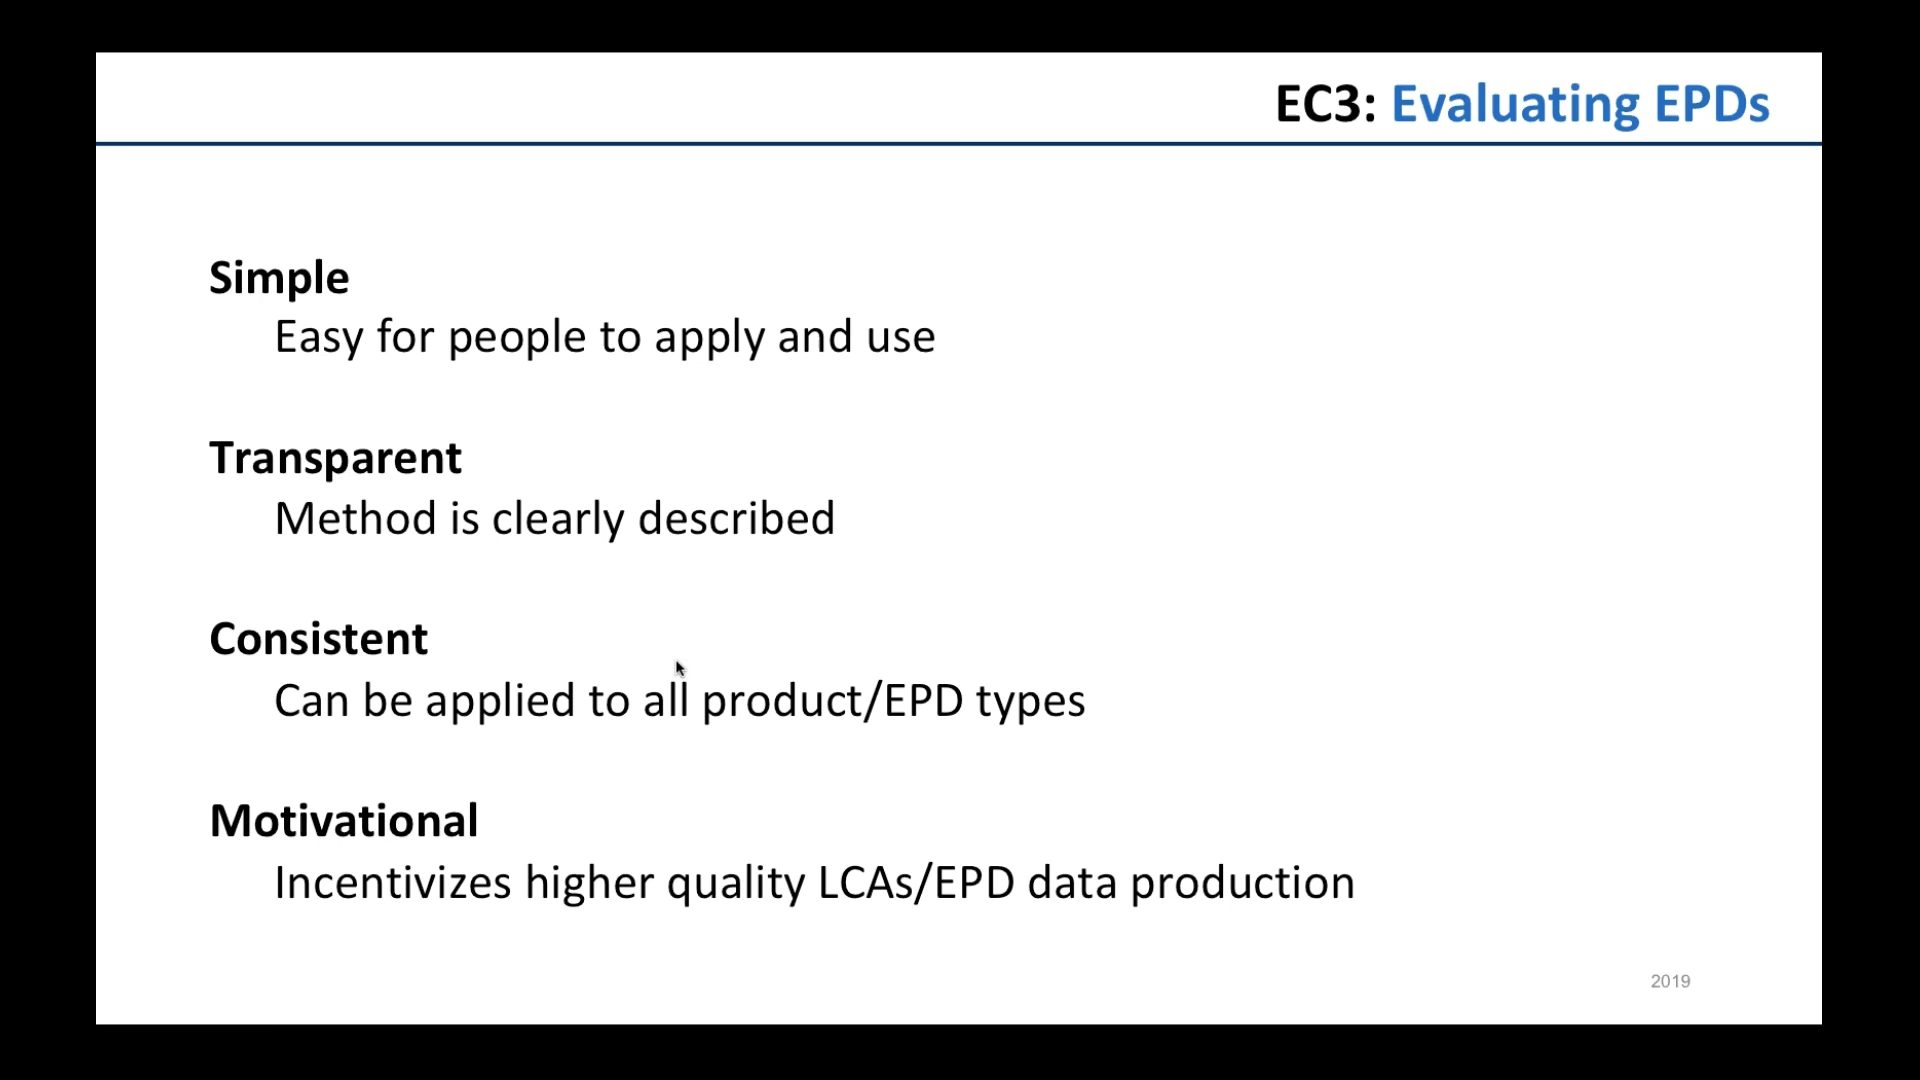 EC3: Evaluating EPDs
Simple
Easy for people to apply and use
Transparent
Method is clearly described
Consistent
Can be applied to all product/EPD types
Motivational
Incentivizes higher quality LCAs/EPD data production
2019